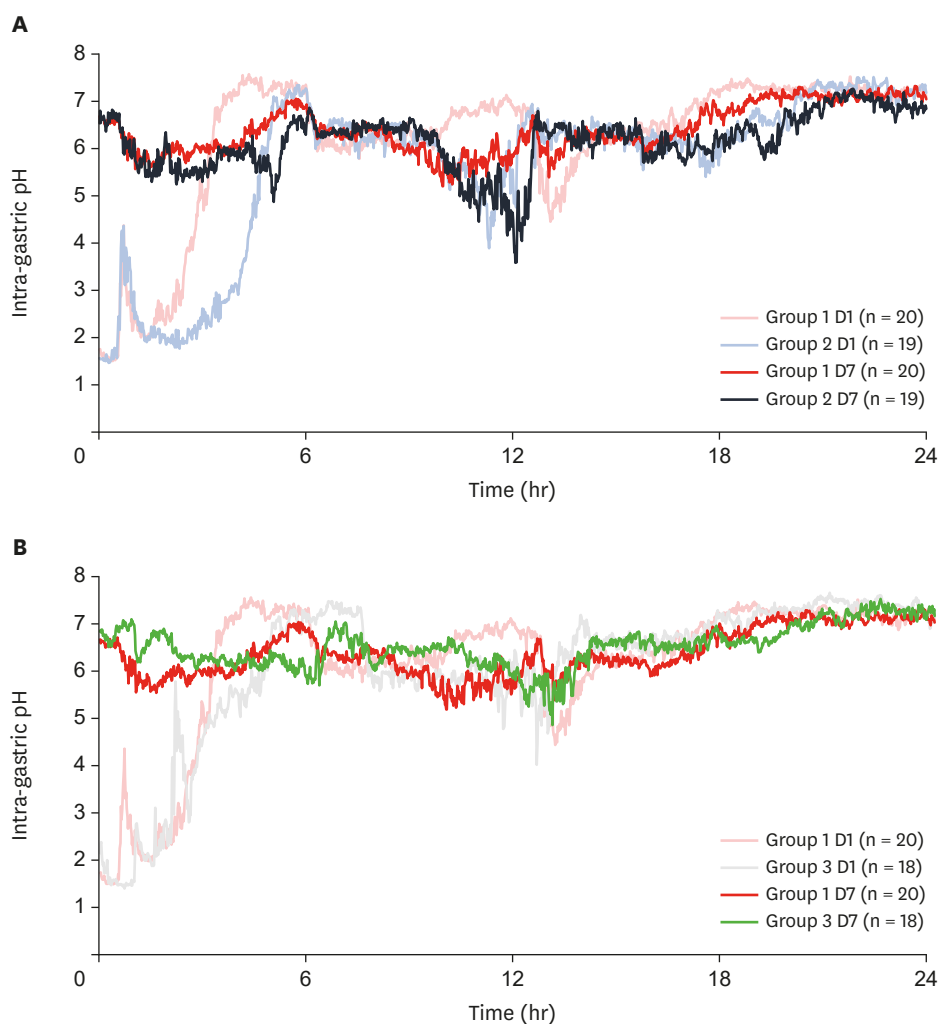 A
8
7
6
5
4
3
2
1
0
6
12
18
24
Intra-gastric pH
Time (hr)
Group 1 D1 (n = 20)
Group 2 D1 (n = 19)
Group 1 D7 (n = 20)
Group 2 D7 (n = 19)
B
8
7
6
5
4
3
2
1
0
6
12
18
24
Intra-gastric pH
Time (hr)
Group 1 D1 (n = 20)
Group 3 D1 (n = 18)
Group 1 D7 (n = 20)
Group 3 D7 (n = 18)